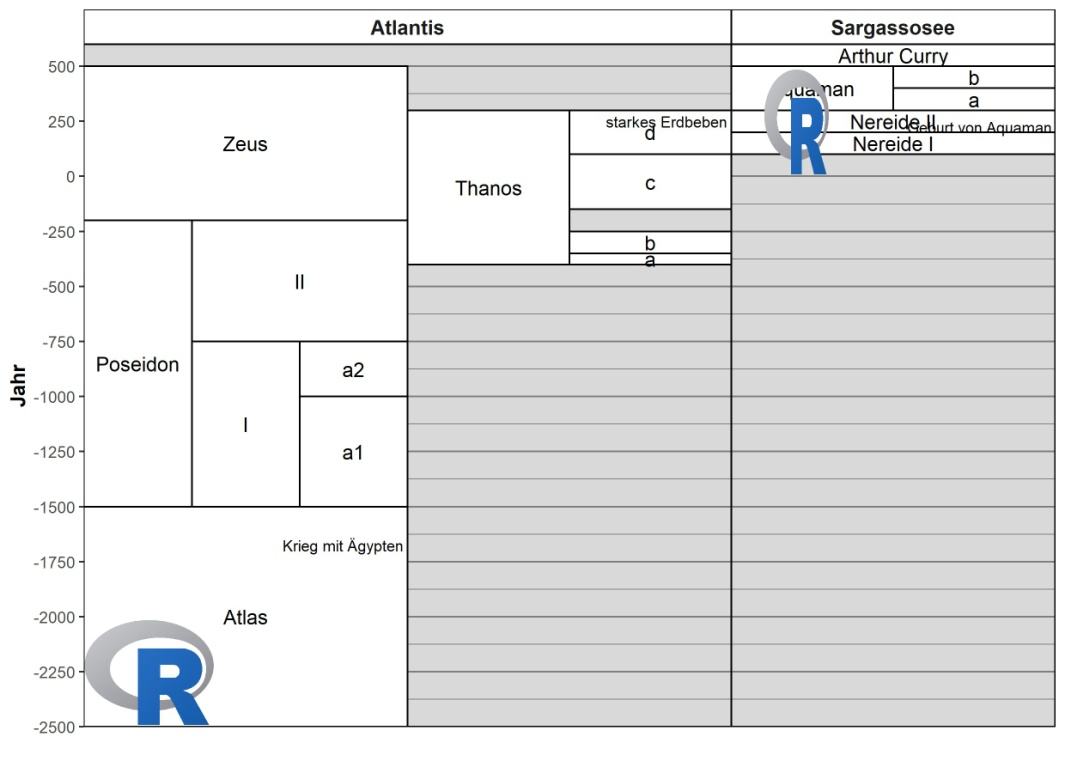 Atlantis
Sargassosee
Arthur Curry
500
b
quaman
a
250
starkes Erdbeben
Nereide II
Geburt von Aquaman
d
Zeus
Nereide I
0
c
Thanos
-250
b
a
II
-500
-750
Poseidon
a2
Jahr
-1000
I
a1
-1250
-1500
Krieg mit Ägypten
-1750
Atlas
-2000
R
-2250
-2500
R